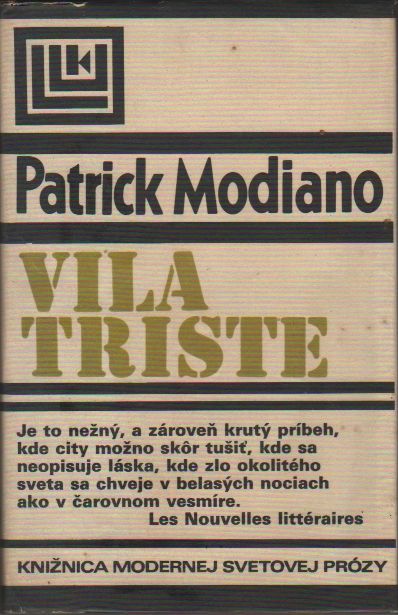 Patrick Modiano
VILA
TRISTE
Je to nežný, a zároveň krutý príbeh,
kde city možno skôr tušiť, kde sa
neopisuje láska, kde zlo okolitého
sveta sa chveje v belasých nociach
ako v čarovnom vesmíre.
Les Nouvelles littéraires
KNIŽNICA MODERNEJ SVETOVEJ PRÓZY